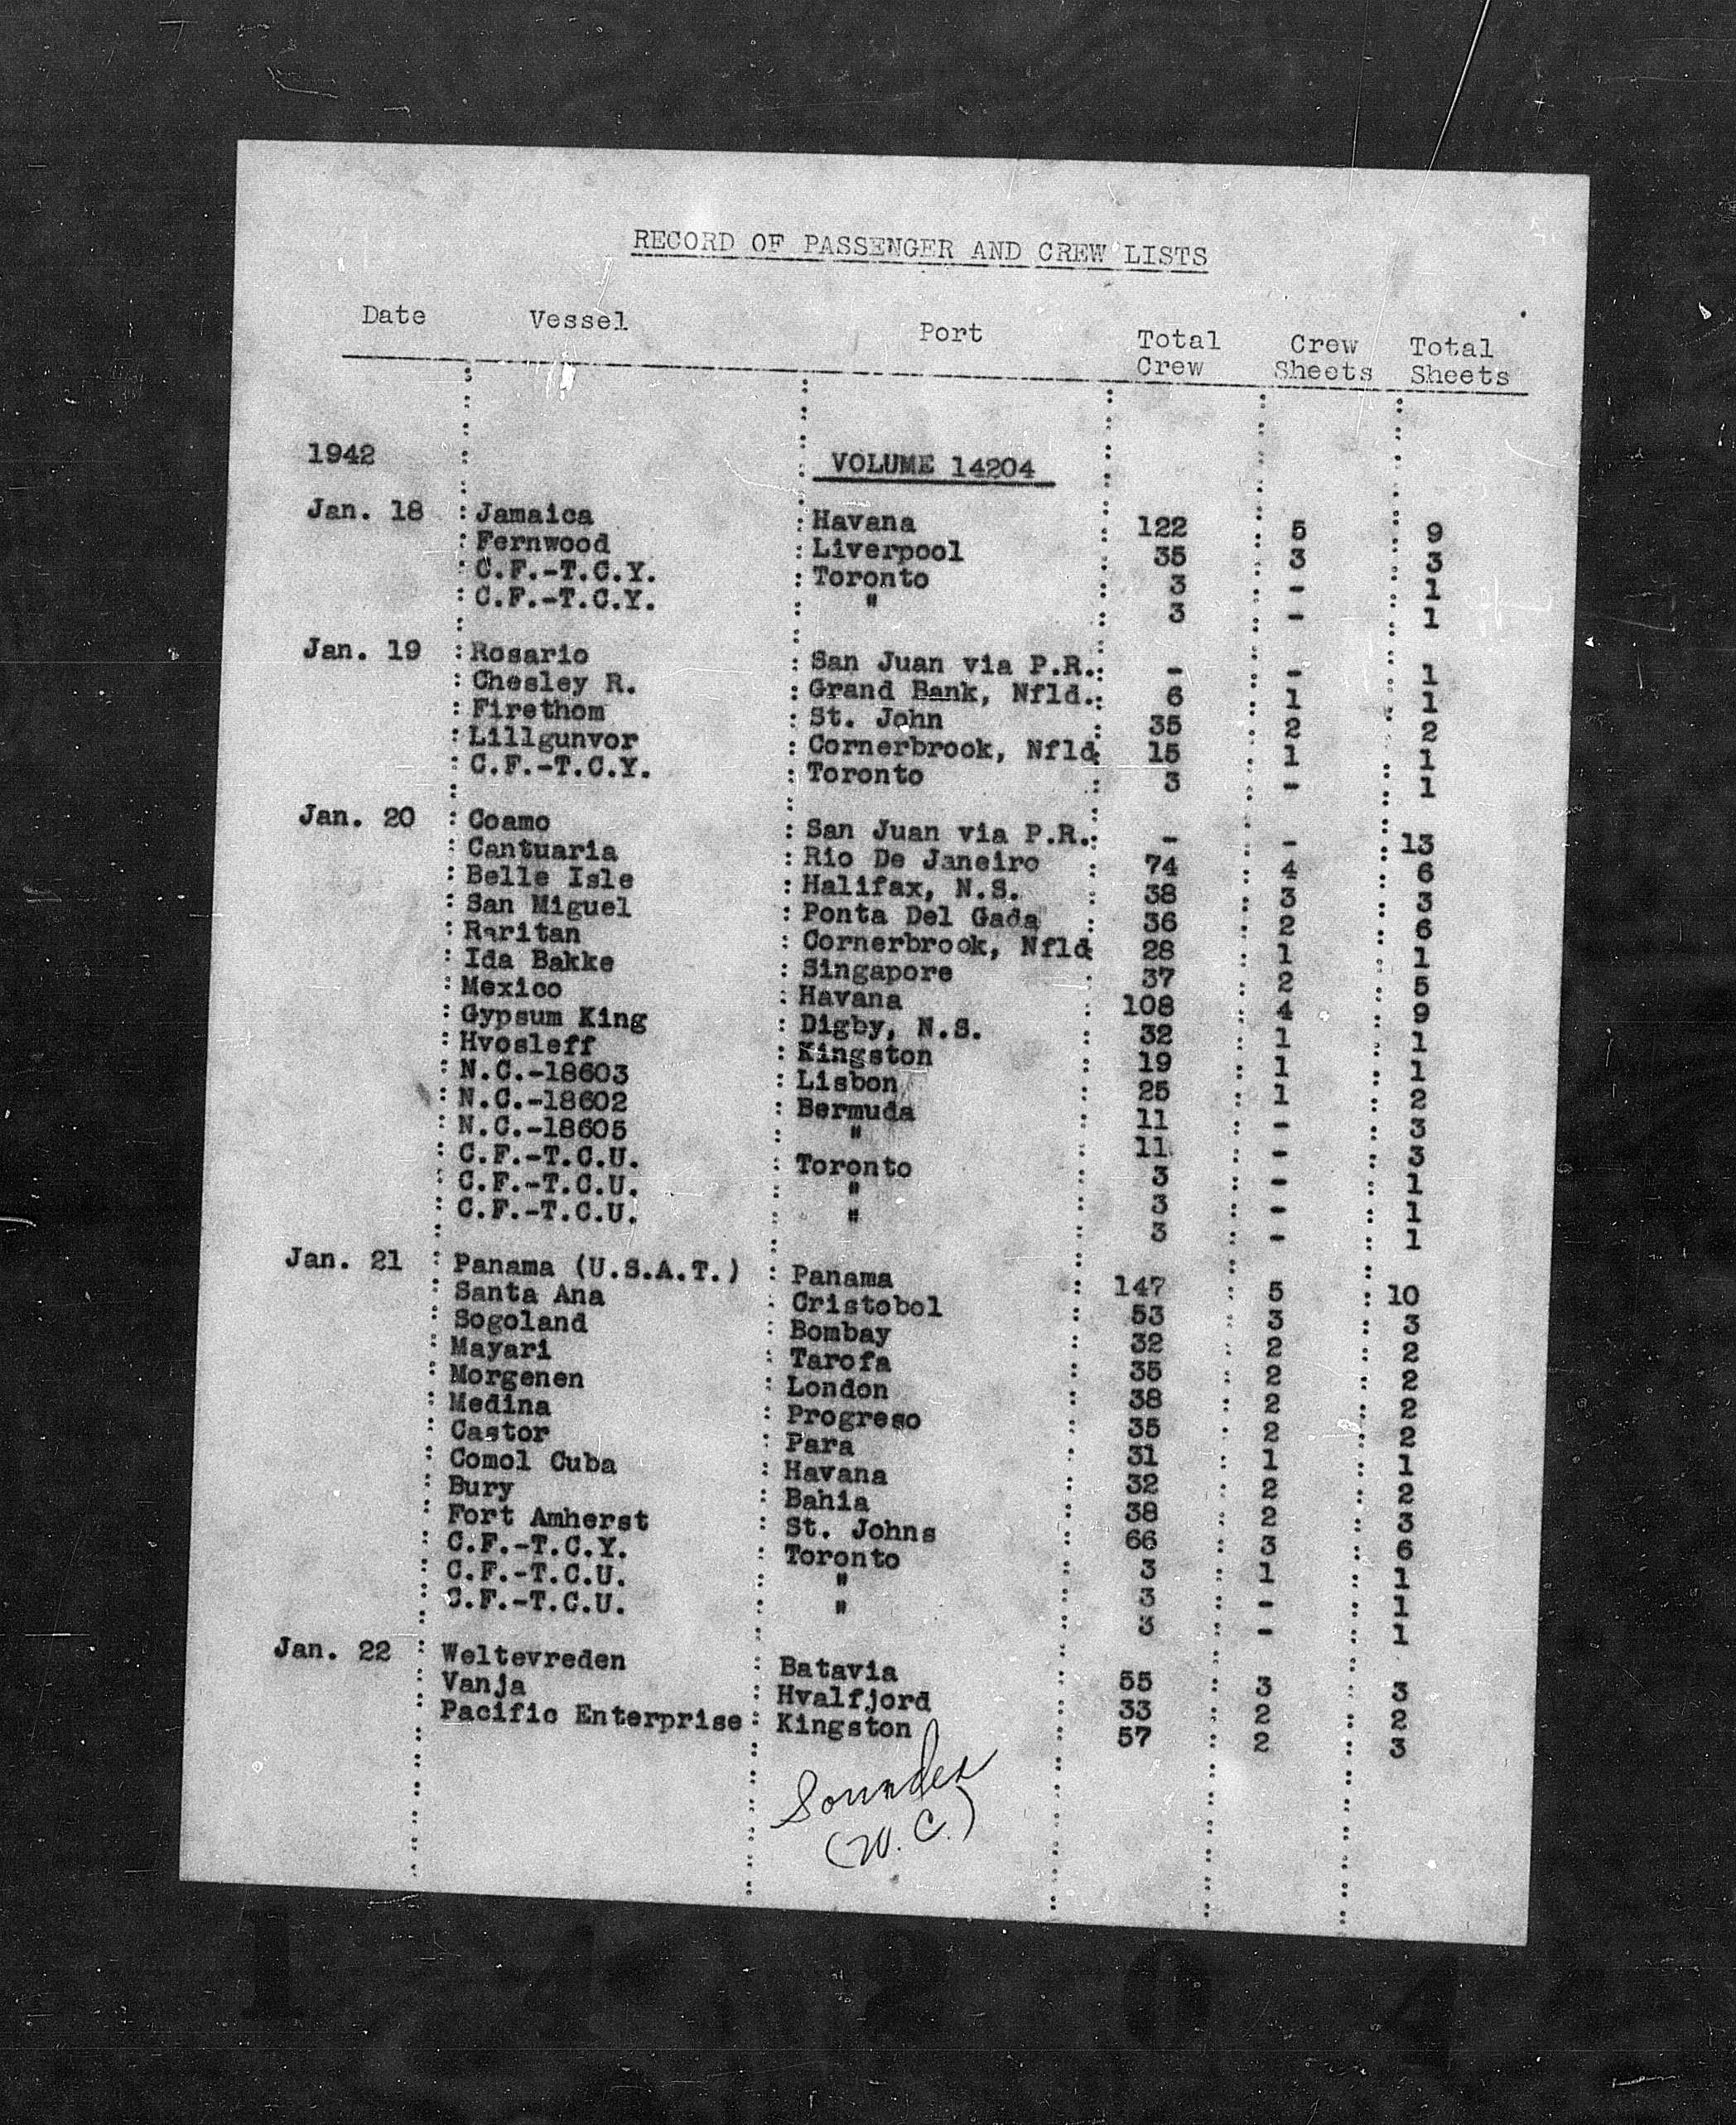 RECORD OF PASSENGER AND CREW LISTS
Date Vessel Port Total Crew Crew Sheets Total Sheets
1942 VOLUME 14204
Jan. 18 Jamaica Havana 122 5 9
Fernwood Liverpool 35 3 3
C.F.-T.C.Y. Toronto 3 - 1
C.F.-T.C.Y. " 3 - 1
Jan. 19 Rosario San Juan via P.R. - - 1
Chesley R. Grand Bank, Nfld. 6 1 1
Firethom St. John 35 2 2
Lillgunvor Cornerbrook, Nfld 15 1 1
C.F.-T.C.Y. Toronto 3 - 1
Jan. 20 Coamo San Juan via P.R. - - 13
Cantuaria Rio De Janeiro 74 4 6
Belle Isle Halifax, N.S. 38 3 3
San Miguel Ponta Del Gada 36 2 6
Raritan Cornerbrook, Nfld 28 1 1
Ida Bakke Singapore 37 2 5
Mexico Havana 108 4 9
Gypsum King Digby, N.S. 32 1 1
Hvosleff Kingston 19 1 1
N.C.-18603 Lisbon 25 1 2
N.C.-18602 Bermuda 11 - 3
N.C.-18605 " 11 - 3
C.F.-T.C.U. Toronto 3 - 1
C.F.-T.C.U. " 3 - 1
C.F.-T.C.U. " 3 - 1
Jan. 21 Panama (U.S.A.T.) Panama 147 5 10
Santa Ana Cristobol 53 3 3
Sogoland Bombay 32 2 2
Mayari Tarofa 35 2 2
Morgenen London 38 2 2
Medina Progreso 35 2 2
Castor Para 31 1 1
Comol Cuba Havana 32 2 2
Bury Bahia 38 2 3
Fort Amherst St. Johns 66 3 6
C.F.-T.C.Y. Toronto 3 1 1
C.F.-T.C.U. " 3 - 1
C.F.-T.C.U. " 3 - 1
Jan. 22 Weltevreden Batavia 55 3 3
Vanja Hvalfjord 33 2 2
Pacific Enterprise Kingston 57 2 3
(W.C.)
1 4 2 0 4